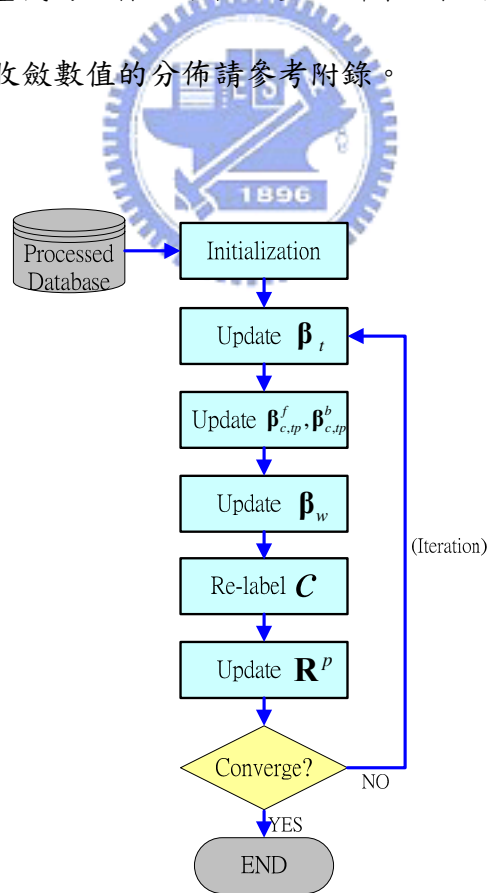 收斂數值的分佈請參考附錄。
1896
Processed
Database
Initialization
Update β_t
Update β^f_{c,tp}, β^b_{c,tp}
Update β_w
(Iteration)
Re-label C
Update R^p
Converge?
NO
YES
END